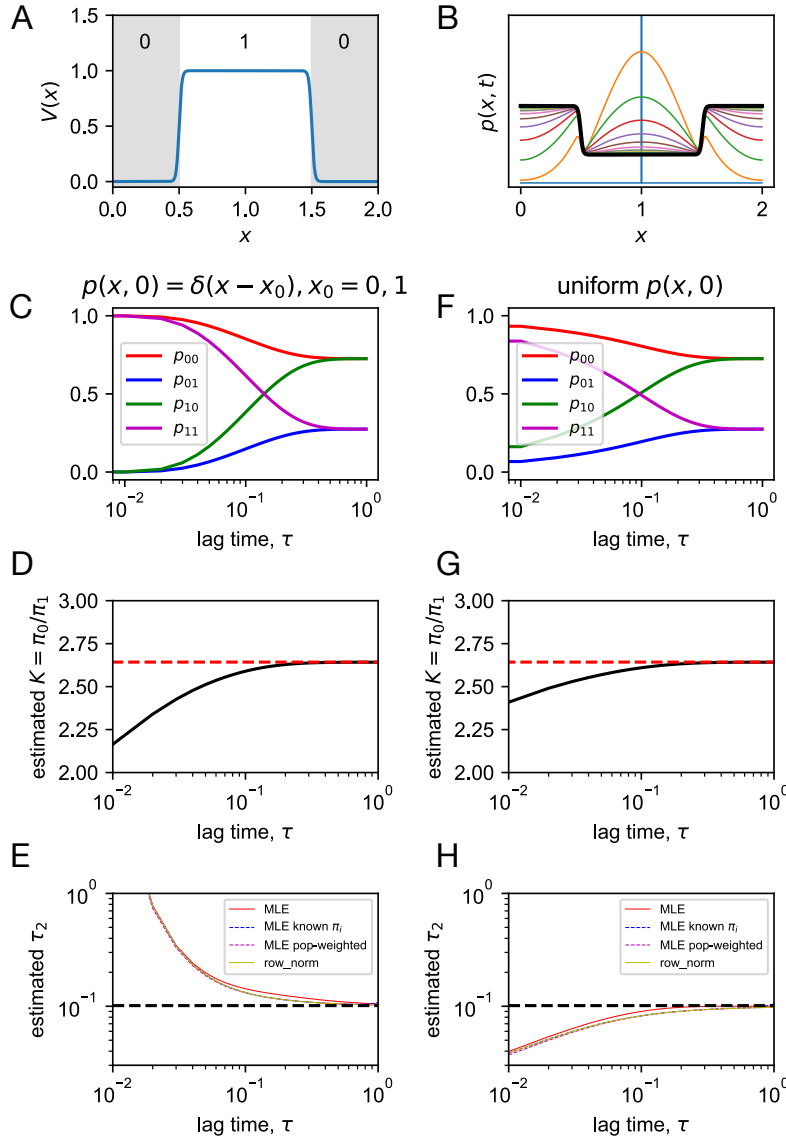 A
1.5
1.0
0.5
0.0
V(x)
0
1
0
0.0 0.5 1.0 1.5 2.0
x
B
p(x, t)
0 1 2
x
p(x, 0) = δ(x − x₀), x₀ = 0, 1
C
1.0
0.5
0.0
p₀₀
p₀₁
p₁₀
p₁₁
10⁻² 10⁻¹ 10⁰
lag time, τ
uniform p(x, 0)
F
1.0
0.5
0.0
p₀₀
p₀₁
p₁₀
p₁₁
10⁻² 10⁻¹ 10⁰
lag time, τ
D
3.00
2.75
2.50
2.25
2.00
estimated K = π₀/π₁
10⁻² 10⁻¹ 10⁰
lag time, τ
G
3.00
2.75
2.50
2.25
2.00
estimated K = π₀/π₁
10⁻² 10⁻¹ 10⁰
lag time, τ
E
10⁰
10⁻¹
estimated τ₂
MLE
MLE known πᵢ
MLE pop-weighted
row_norm
10⁻² 10⁻¹ 10⁰
lag time, τ
H
10⁰
10⁻¹
estimated τ₂
MLE
MLE known πᵢ
MLE pop-weighted
row_norm
10⁻² 10⁻¹ 10⁰
lag time, τ